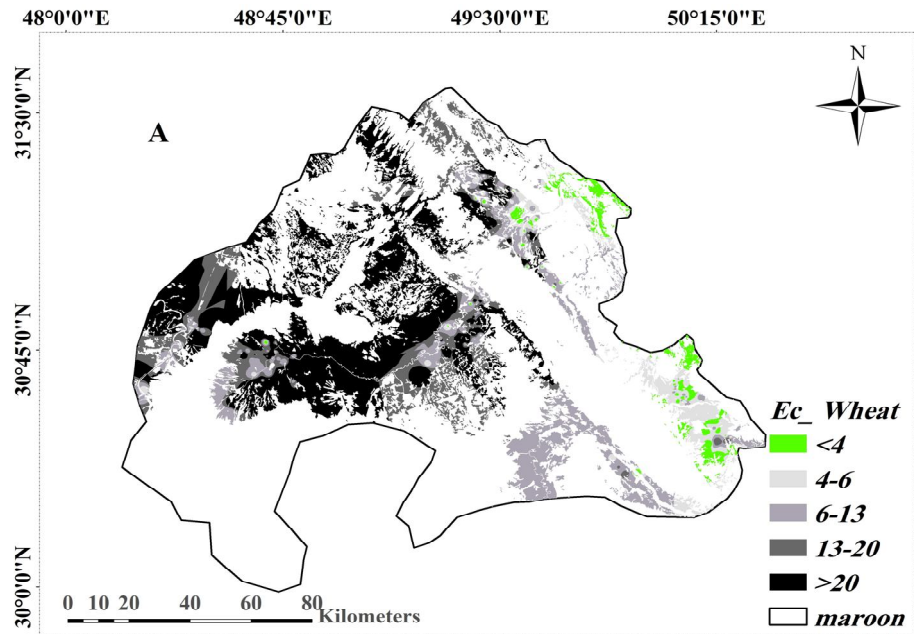 48°0'0"E 48°45'0"E 49°30'0"E 50°15'0"E
N
31°30'0"N
A
30°45'0"N
Ec_ Wheat
<4
4-6
6-13
13-20
>20
maroon
30°0'0"N
0 10 20 40 60 80
Kilometers